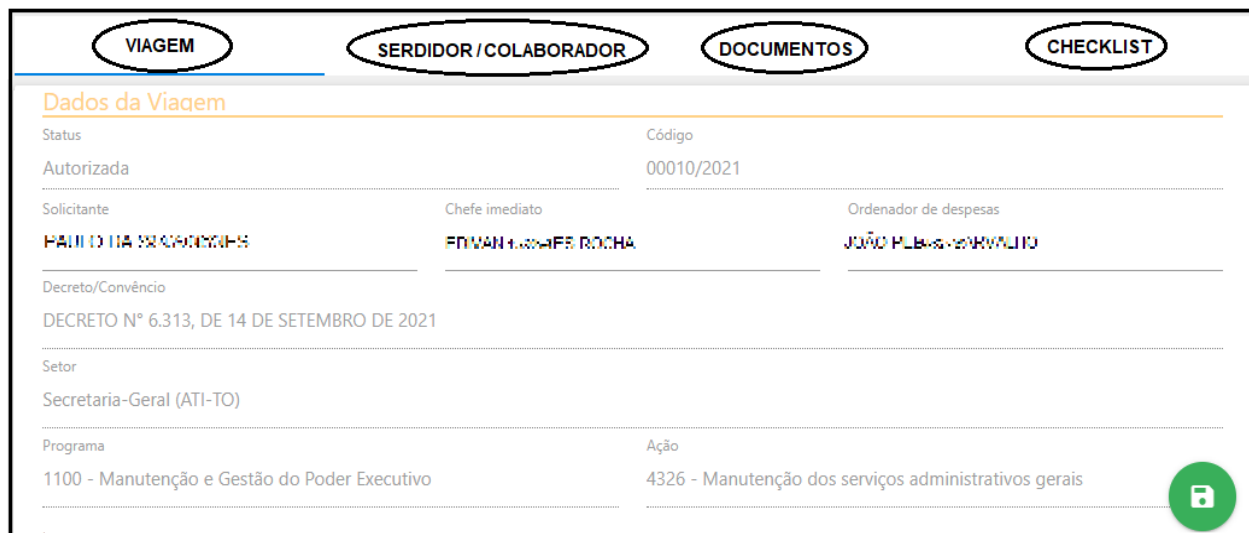 VIAGEM SERDIDOR / COLABORADOR DOCUMENTOS CHECKLIST
Dados da Viagem
Status Código
Autorizada 00010/2021
Solicitante Chefe imediato Ordenador de despesas
ROCHA JOÃO
Decreto/Convêncio
DECRETO N° 6.313, DE 14 DE SETEMBRO DE 2021
Setor
Secretaria-Geral (ATI-TO)
Programa Ação
1100 - Manutenção e Gestão do Poder Executivo 4326 - Manutenção dos serviços administrativos gerais